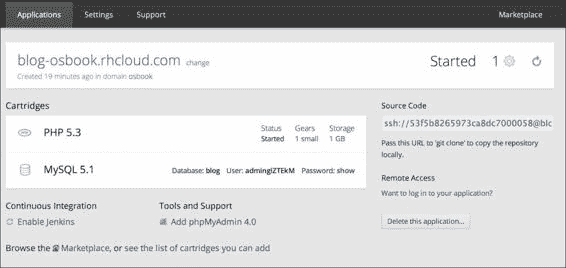 Applications Settings Support Marketplace
blog-osbook.rhcloud.com change
Created 19 minutes ago in domain osbook
Started 1
Cartridges
PHP 5.3
Status Gears Storage
Started 1 small 1 GB
MySQL 5.1
Database: blog User: admingiZTEkM Password: show
Continuous Integration
Enable Jenkins
Tools and Support
Add phpMyAdmin 4.0
Browse the Marketplace, or see the list of cartridges you can add
Source Code
ssh://53f5b8265973ca8dc7000058@blc
Pass this URL to 'git clone' to copy the repository
locally.
Remote Access
Want to log in to your application?
Delete this application...